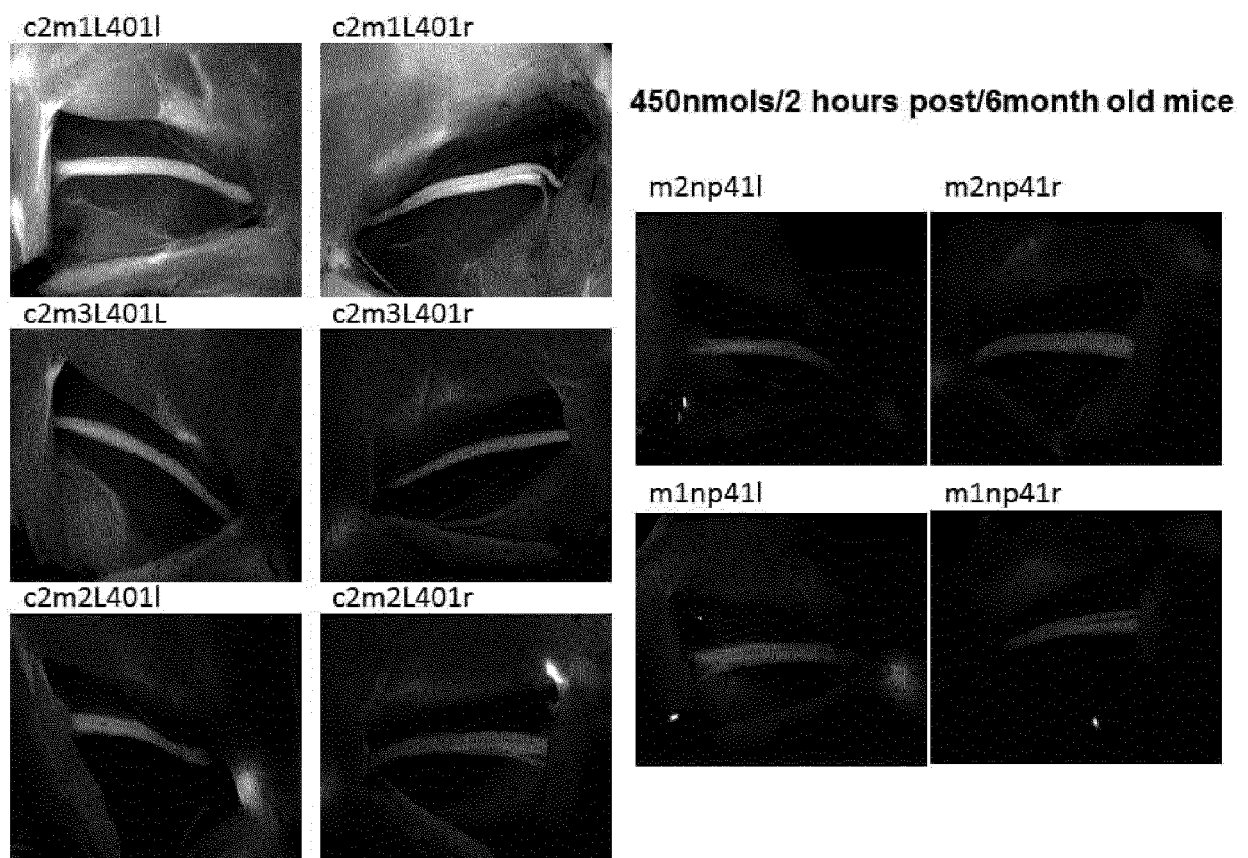 c2m1L401l
c2m1L401r
450nmols/2 hours post/6month old mice
m2np41l
m2np41r
c2m3L401L
c2m3L401r
m1np41l
m1np41r
c2m2L401l
c2m2L401r